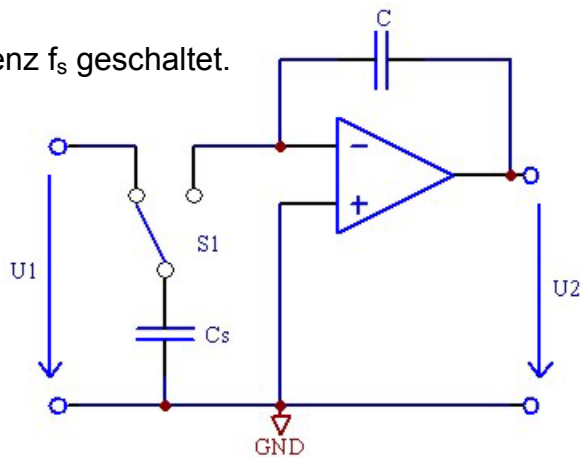 enz fₛ geschaltet.
C
−
+
S1
U1
U2
Cs
GND